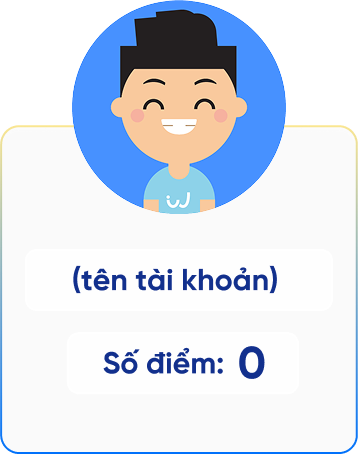 (tên tài khoản)
Số điểm: 0